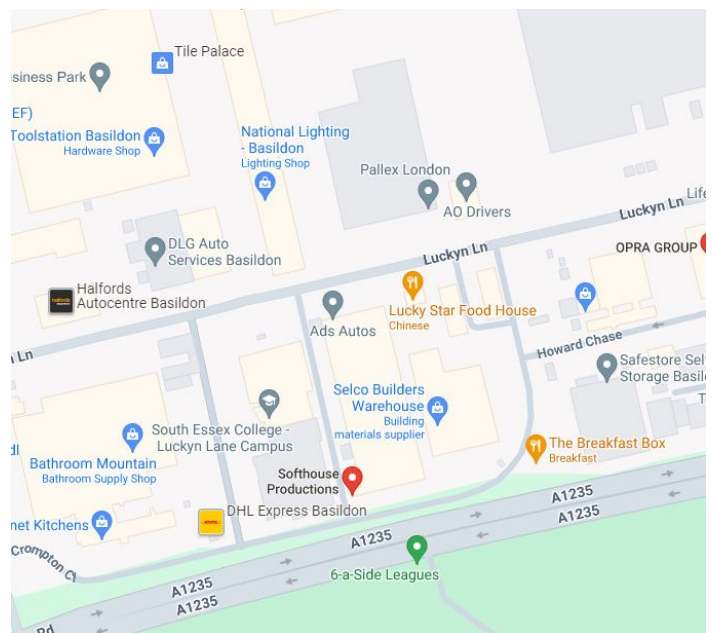 Tile Palace
usiness Park
EF)
Toolstation Basildon
Hardware Shop
National Lighting
- Basildon
Lighting Shop
Pallex London
AO Drivers
Luckyn Ln
Life
OPRA GROUP
DLG Auto
Services Basildon
Luckyn Ln
halfords
Halfords
Autocentre Basildon
Lucky Star Food House
Chinese
Ads Autos
Howard Chase
n Ln
Safestore Sel
Storage Basil
T
Selco Builders
Warehouse
Building
materials supplier
South Essex College -
Luckyn Lane Campus
dl
Bathroom Mountain
Bathroom Supply Shop
The Breakfast Box
Breakfast
Softhouse
Productions
DHL Express Basildon
net Kitchens
Crompton Cl
A1235
A1235
A1235
6-a-Side Leagues
A1235
A1235
Rd